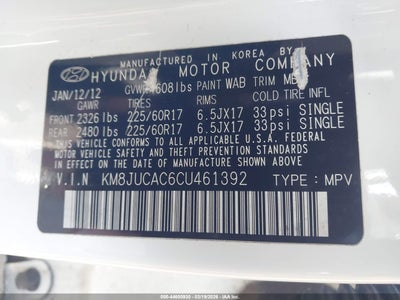 MANUFACTURED IN KOREA BY
HYUNDAI MOTOR COMPANY
JAN/12/12 GVWR 4608lbs PAINT WAB TRIM
GAWR TIRES RIMS COLD TIRE INFL
FRONT 2326lbs 225/60R17 6.5JX17 33psi SINGLE
REAR 2480lbs 225/60R17 6.5JX17 33psi SINGLE
THIS VEHICLE CONFORMS TO ALL APPLICABLE U.S.A. FEDERAL
MOTOR VEHICLE SAFETY AND THEFT PREVENTION STANDARDS
IN EFFECT ON THE DATE OF MANUFACTURE SHOWN ABOVE.
V.I.N KM8JUCAC6CU461392 TYPE : MPV